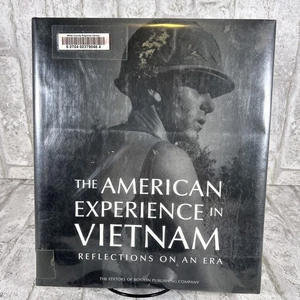 THE AMERICAN
EXPERIENCE IN
VIETNAM
REFLECTIONS ON AN ERA
THE EDITORS OF BOSTON PUBLISHING COMPANY